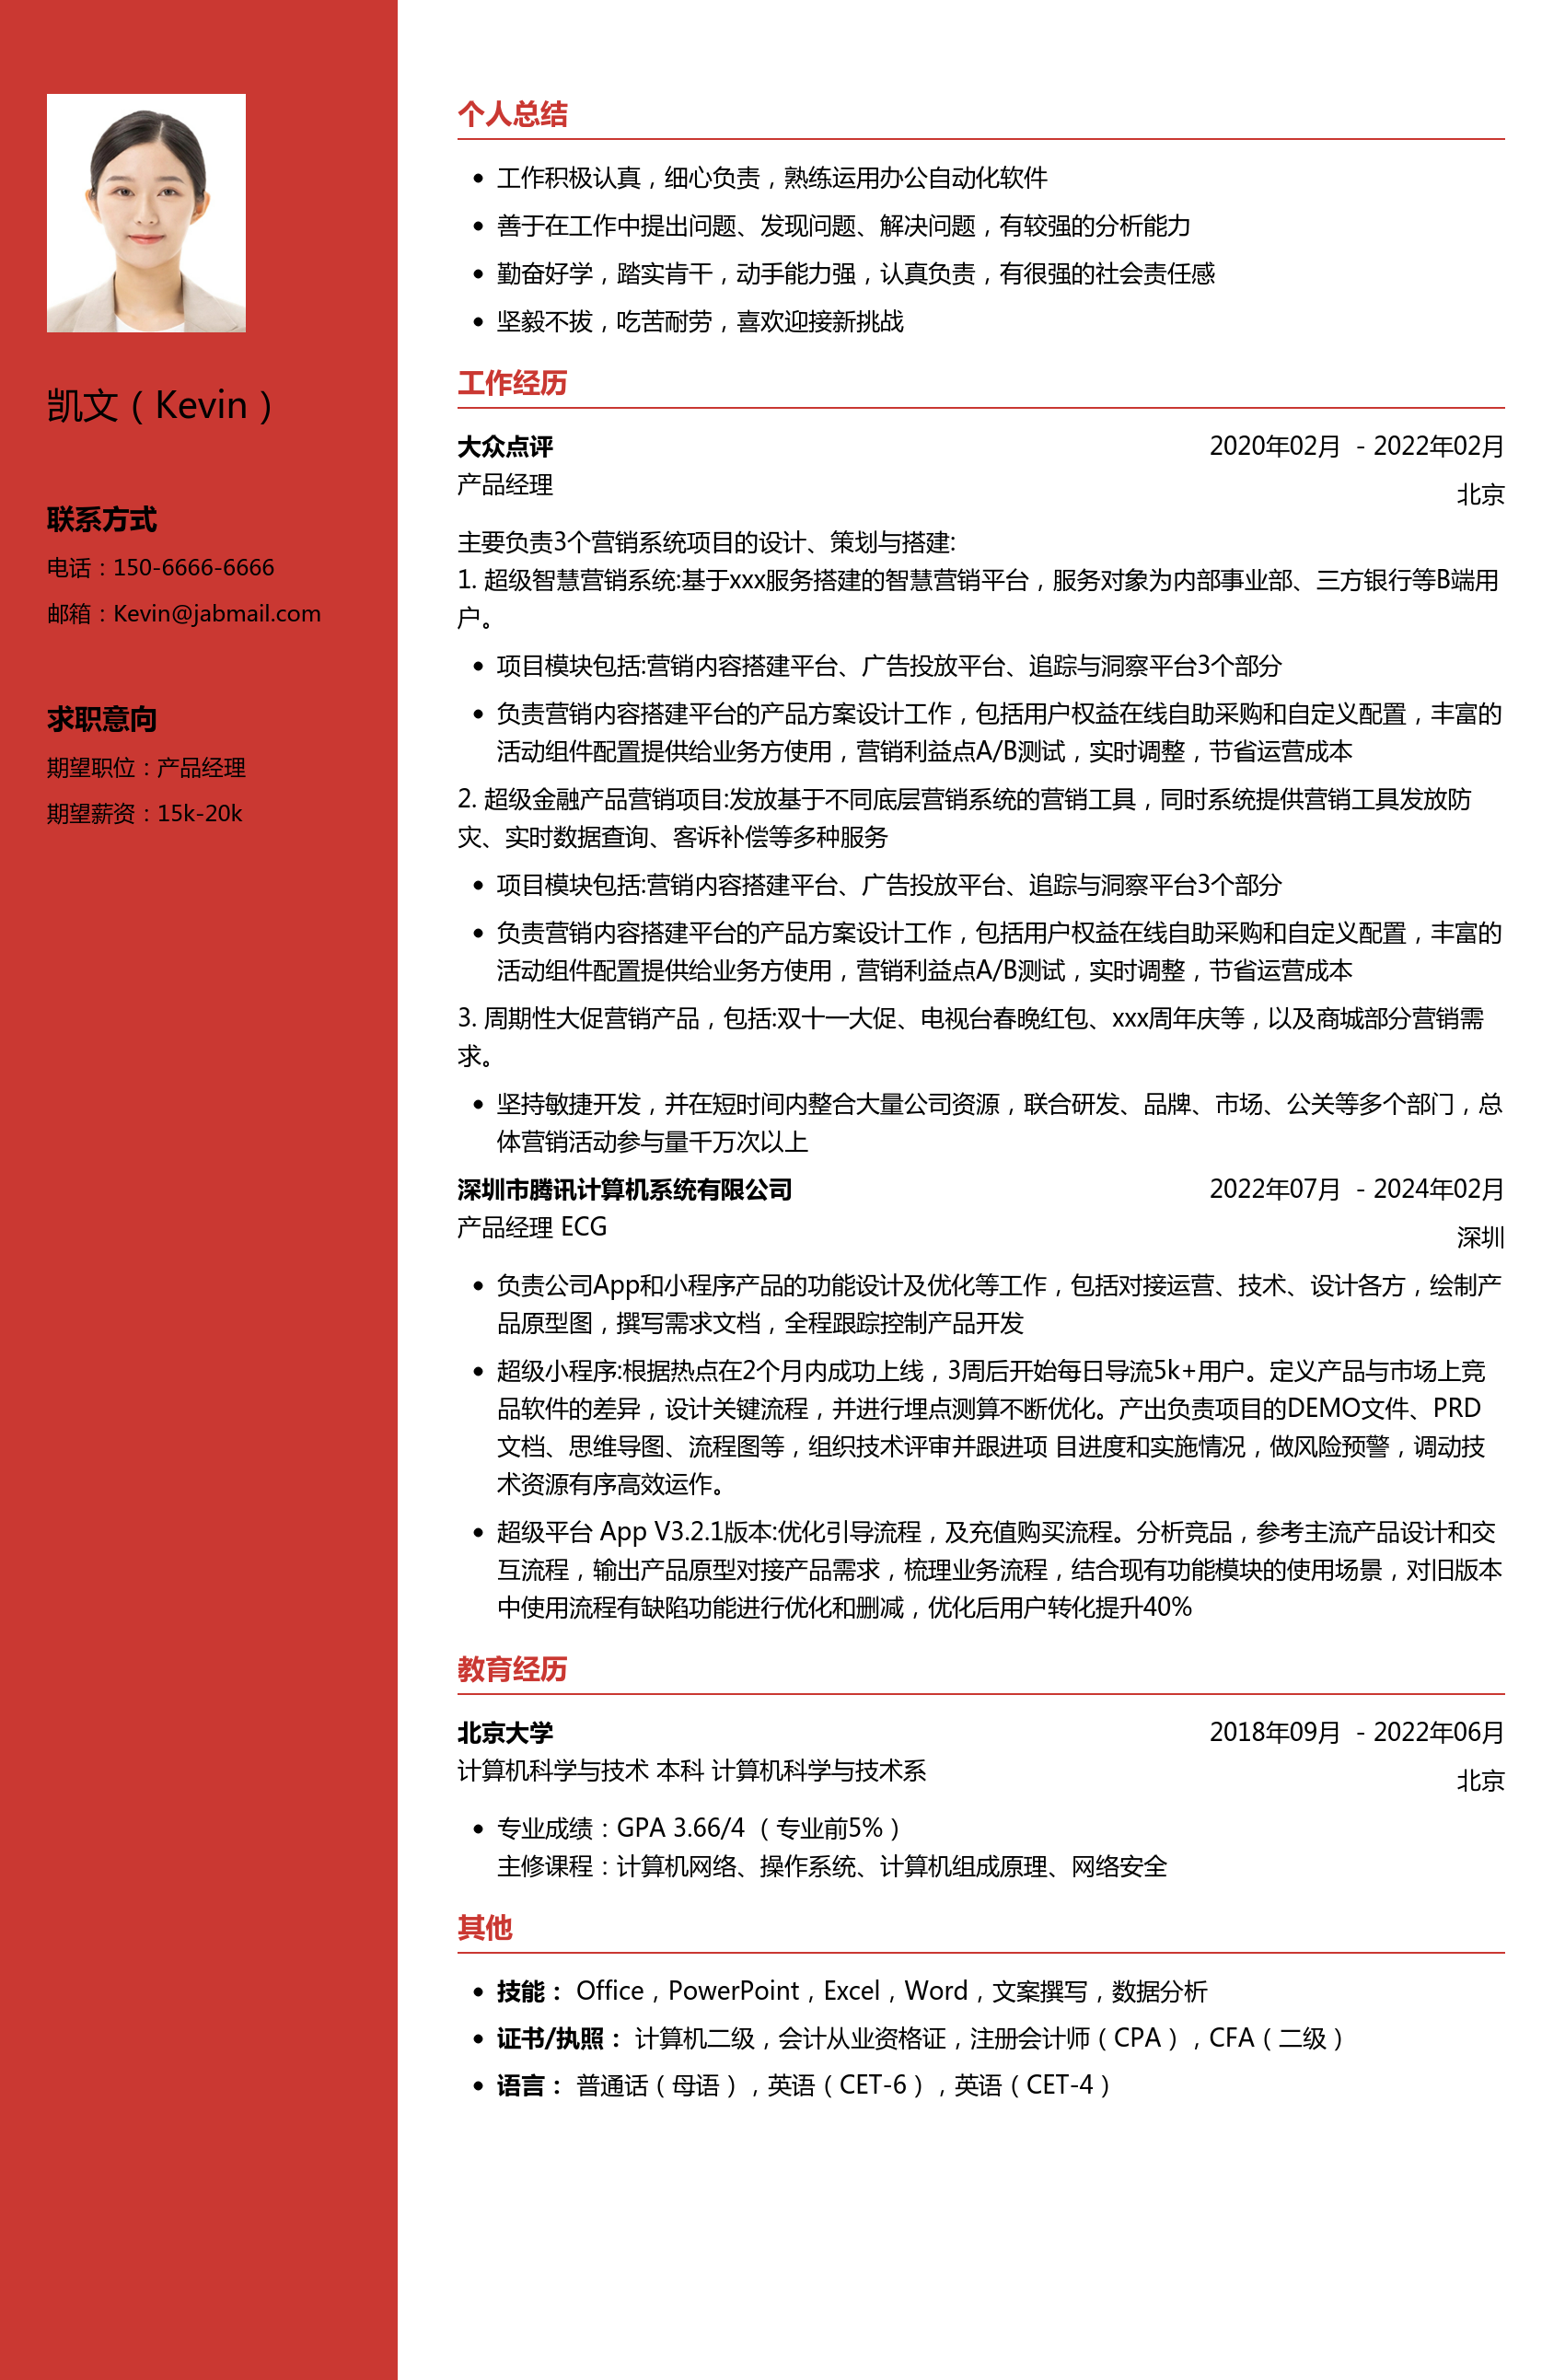 凯文（Kevin）
联系方式
电话：150-6666-6666
邮箱：Kevin@jabmail.com
求职意向
期望职位：产品经理
期望薪资：15k-20k
个人总结
工作积极认真，细心负责，熟练运用办公自动化软件
善于在工作中提出问题、发现问题、解决问题，有较强的分析能力
勤奋好学，踏实肯干，动手能力强，认真负责，有很强的社会责任感
坚毅不拔，吃苦耐劳，喜欢迎接新挑战
工作经历
大众点评 2020年02月 - 2022年02月
产品经理 北京
主要负责3个营销系统项目的设计、策划与搭建:
1. 超级智慧营销系统:基于xxx服务搭建的智慧营销平台，服务对象为内部事业部、三方银行等B端用
户。
项目模块包括:营销内容搭建平台、广告投放平台、追踪与洞察平台3个部分
负责营销内容搭建平台的产品方案设计工作，包括用户权益在线自助采购和自定义配置，丰富的
活动组件配置提供给业务方使用，营销利益点A/B测试，实时调整，节省运营成本
2. 超级金融产品营销项目:发放基于不同底层营销系统的营销工具，同时系统提供营销工具发放防
灾、实时数据查询、客诉补偿等多种服务
项目模块包括:营销内容搭建平台、广告投放平台、追踪与洞察平台3个部分
负责营销内容搭建平台的产品方案设计工作，包括用户权益在线自助采购和自定义配置，丰富的
活动组件配置提供给业务方使用，营销利益点A/B测试，实时调整，节省运营成本
3. 周期性大促营销产品，包括:双十一大促、电视台春晚红包、xxx周年庆等，以及商城部分营销需
求。
坚持敏捷开发，并在短时间内整合大量公司资源，联合研发、品牌、市场、公关等多个部门，总
体营销活动参与量千万次以上
深圳市腾讯计算机系统有限公司 2022年07月 - 2024年02月
产品经理 ECG 深圳
负责公司App和小程序产品的功能设计及优化等工作，包括对接运营、技术、设计各方，绘制产
品原型图，撰写需求文档，全程跟踪控制产品开发
超级小程序:根据热点在2个月内成功上线，3周后开始每日导流5k+用户。定义产品与市场上竞
品软件的差异，设计关键流程，并进行埋点测算不断优化。产出负责项目的DEMO文件、PRD
文档、思维导图、流程图等，组织技术评审并跟进项 目进度和实施情况，做风险预警，调动技
术资源有序高效运作。
超级平台 App V3.2.1版本:优化引导流程，及充值购买流程。分析竞品，参考主流产品设计和交
互流程，输出产品原型对接产品需求，梳理业务流程，结合现有功能模块的使用场景，对旧版本
中使用流程有缺陷功能进行优化和删减，优化后用户转化提升40%
教育经历
北京大学 2018年09月 - 2022年06月
计算机科学与技术 本科 计算机科学与技术系 北京
专业成绩：GPA 3.66/4 （专业前5%）
主修课程：计算机网络、操作系统、计算机组成原理、网络安全
其他
技能： Office，PowerPoint，Excel，Word，文案撰写，数据分析
证书/执照： 计算机二级，会计从业资格证，注册会计师（CPA），CFA（二级）
语言： 普通话（母语），英语（CET-6），英语（CET-4）